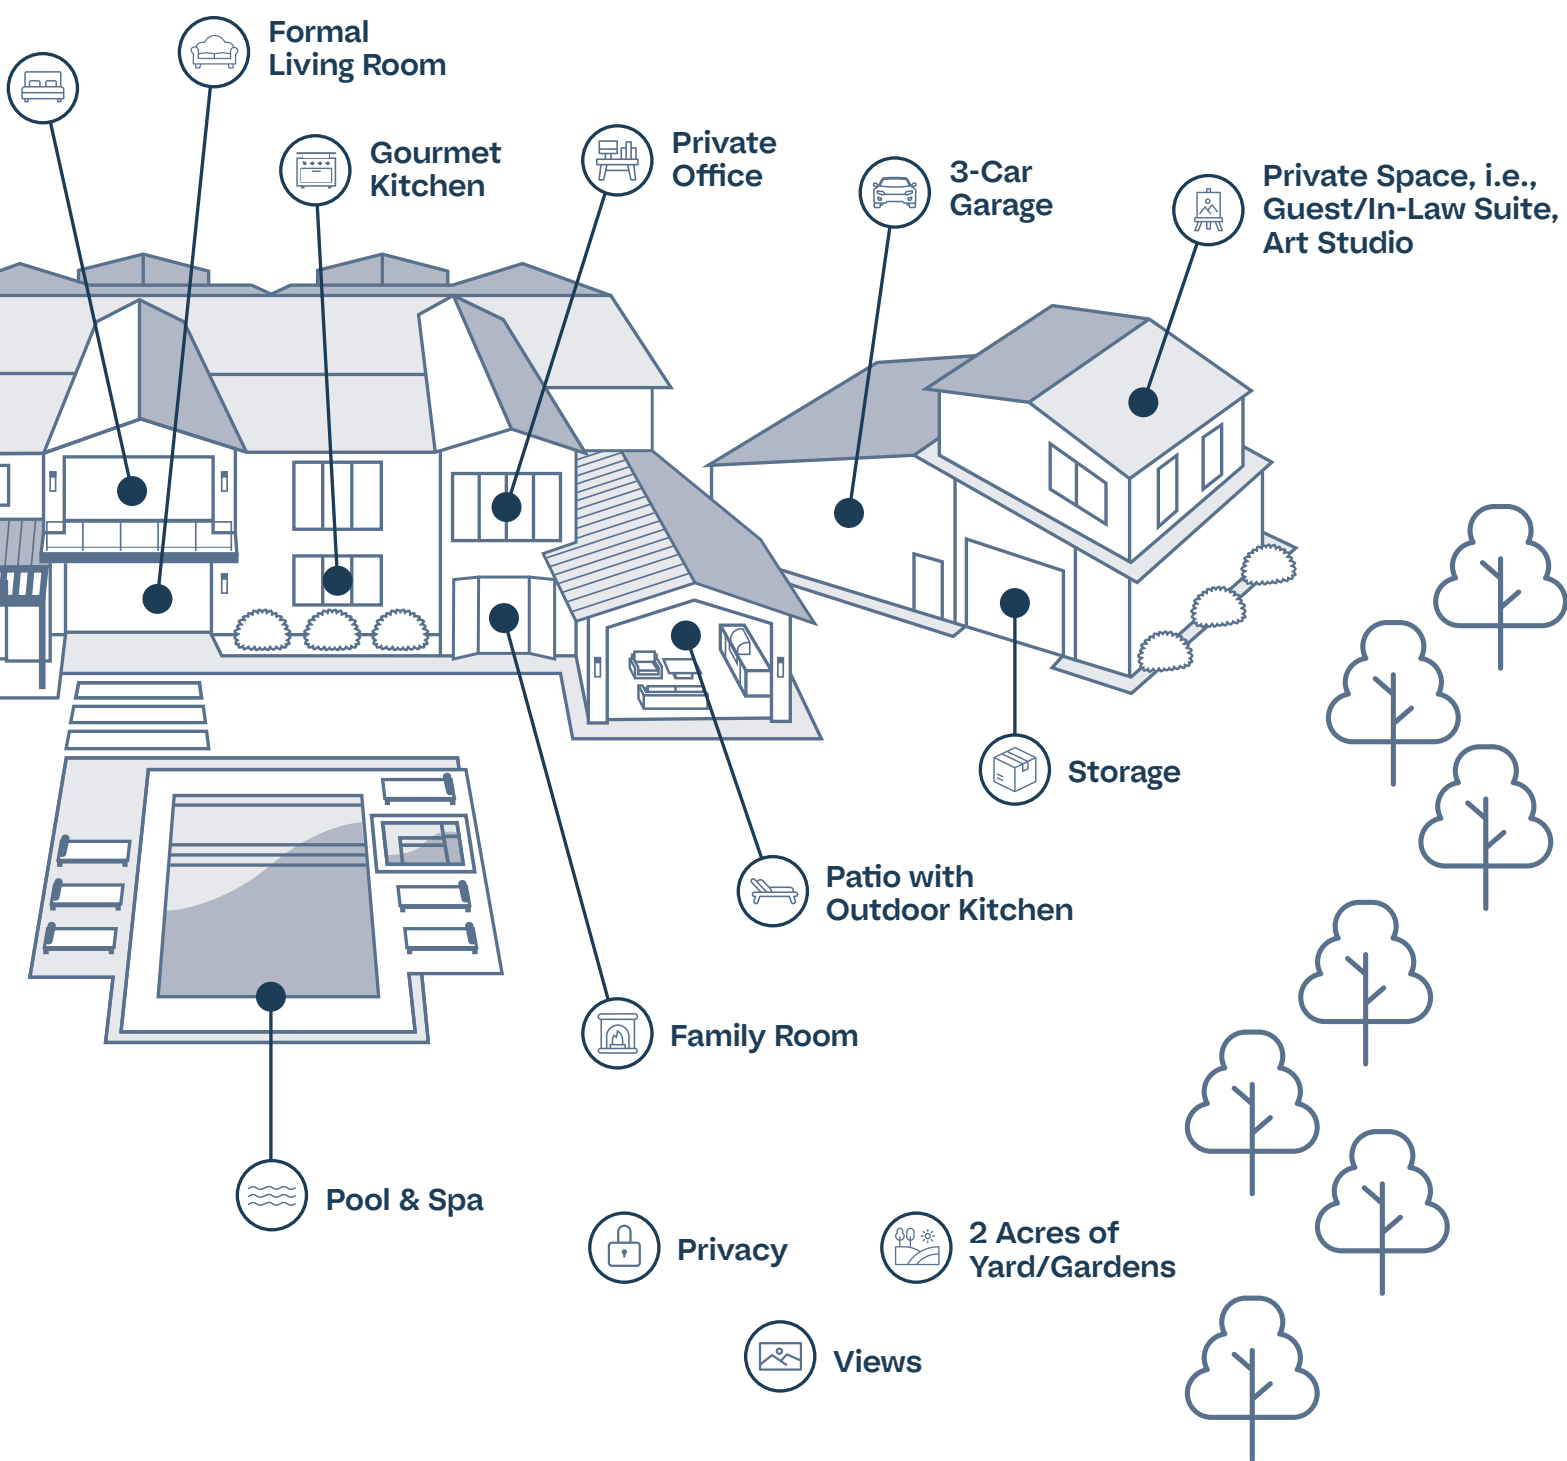 Formal
Living Room
Gourmet
Kitchen
Private
Office
3-Car
Garage
Private Space, i.e.,
Guest/In-Law Suite,
Art Studio
Storage
Patio with
Outdoor Kitchen
Family Room
Pool & Spa
Privacy
2 Acres of
Yard/Gardens
Views